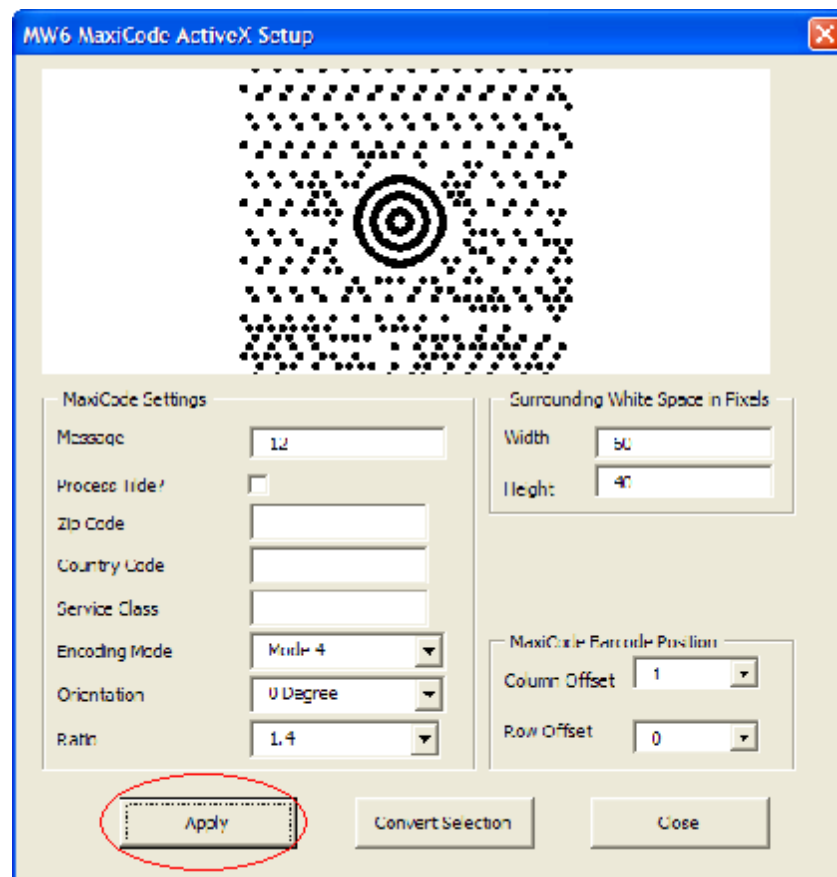 MW6 MaxiCode ActiveX Setup
MaxiCode Settings
Message 12
Process Tilde?
Zip Code
Country Code
Service Class
Encoding Mode Mode 4
Orientation 0 Degree
Ratio 1.4
Surrounding White Space in Pixels
Width 60
Height 40
MaxiCode Barcode Position
Column Offset 1
Row Offset 0
Apply Convert Selection Close